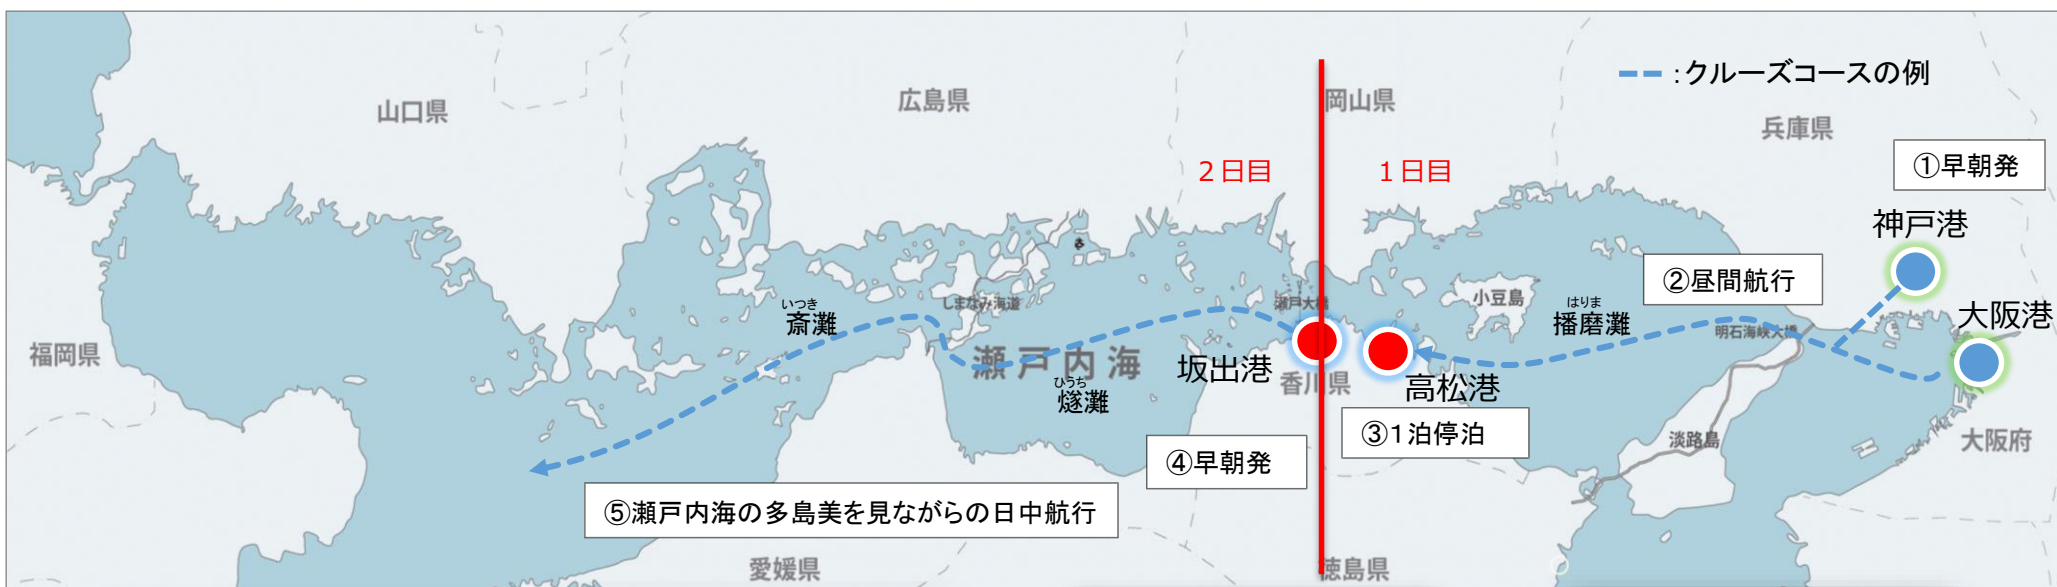 :クルーズコースの例
山口県
広島県
岡山県
兵庫県
2日目
1日目
①早朝発
神戸港
②昼間航行
大阪港
いつき
斎灘
しまなみ海道
瀬戸大橋
小豆島
はりま
播磨灘
明石海峡大橋
福岡県
瀬戸内海
ひうち
燧灘
坂出港
香川県
高松港
③1泊停泊
淡路島
大阪府
④早朝発
⑤瀬戸内海の多島美を見ながらの日中航行
愛媛県
徳島県